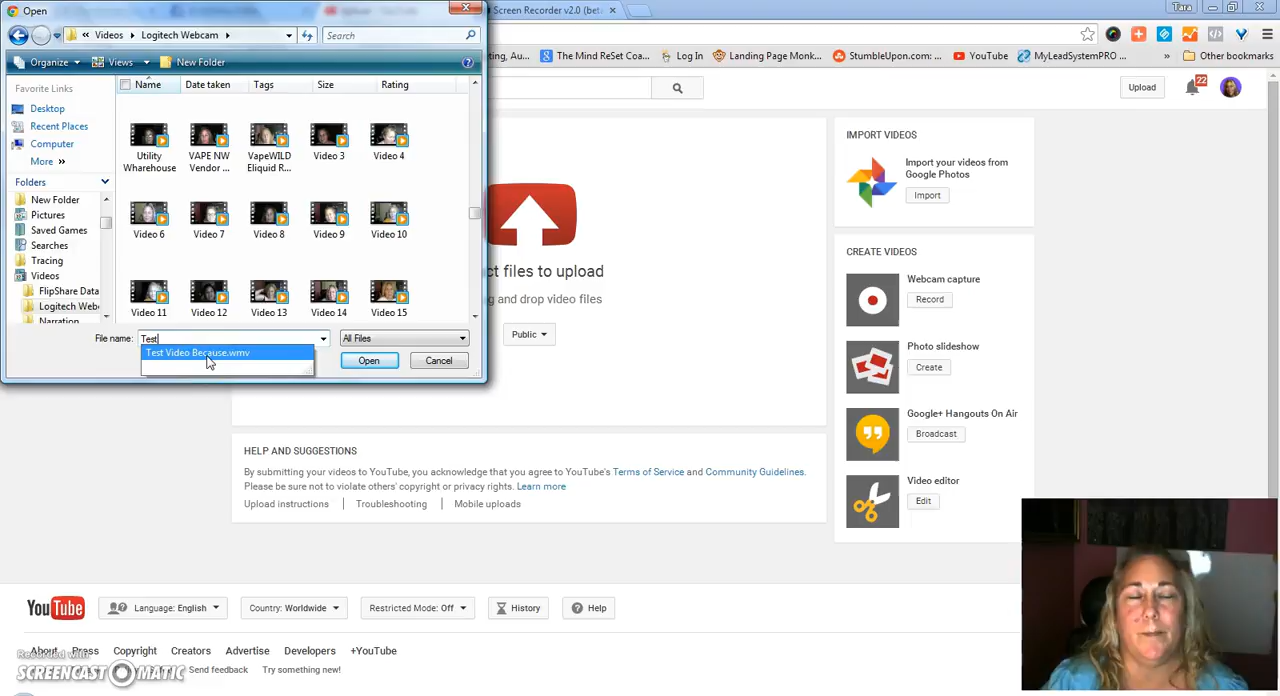 Open
Screen Recorder v2.0 (bet
Tara
Videos
Logitech Webcam
Search
Organize
Views
New Folder
ting, Au...
The Mind ReSet Coa...
Log In
Landing Page Monk...
StumbleUpon.com: ...
YouTube
MyLeadSystemPRO ...
»
Other bookmarks
Favorite Links
Desktop
Recent Places
Computer
More »
Folders
New Folder
Pictures
Saved Games
Searches
Tracing
Videos
FlipShare Data
Logitech Web
Narration
Name
Date taken
Tags
Size
Rating
Utility
Wharehouse
VAPE NW
Vendor ...
VapeWILD
Eliquid R...
Video 3
Video 4
Video 6
Video 7
Video 8
Video 9
Video 10
Video 11
Video 12
Video 13
Video 14
Video 15
File name:
Test
All Files
Test Video Because.wmv
Open
Cancel
Upload
22
ct files to upload
g and drop video files
Public
IMPORT VIDEOS
Import your videos from
Google Photos
Import
CREATE VIDEOS
Webcam capture
Record
Photo slideshow
Create
Google+ Hangouts On Air
Broadcast
Video editor
Edit
HELP AND SUGGESTIONS
By submitting your videos to YouTube, you acknowledge that you agree to YouTube's Terms of Service and Community Guidelines.
Please be sure not to violate others' copyright or privacy rights. Learn more
Upload instructions
Troubleshooting
Mobile uploads
YouTube
Language: English
Country: Worldwide
Restricted Mode: Off
History
Help
About
Press
Copyright
Creators
Advertise
Developers
+YouTube
Recorded with
SCREENCAST MATIC
Send feedback
Try something new!